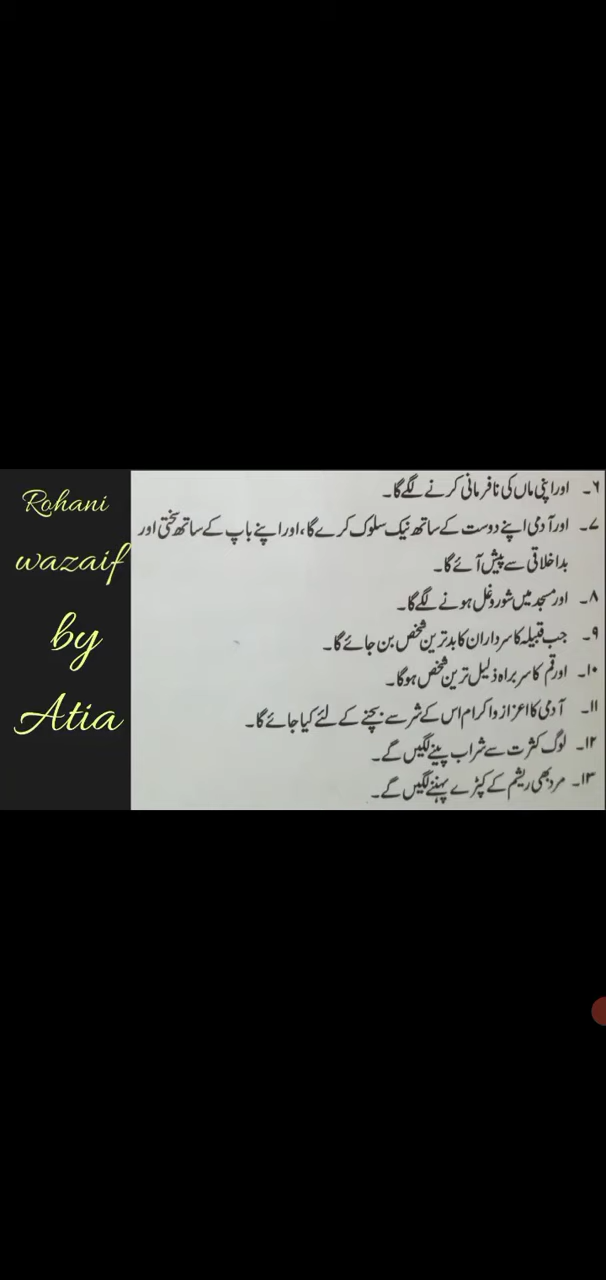 Rohani
wazaif
by
Atia
۶۔ اور اپنی ماں کی نافرمانی کرنے لگے گا۔
۷۔ اور آدمی اپنے دوست کے ساتھ نیک سلوک کرے گا، اور اپنے باپ کے ساتھ سختی اور
بداخلاقی سے پیش آئے گا۔
۸۔ اور مسجد میں شور و غل ہونے لگے گا۔
۹۔ جب قبیلہ کا سردار ان کا بدترین شخص بن جائے گا۔
۱۰۔ اور قم کا سربراہ ذلیل ترین شخص ہوگا۔
۱۱۔ آدمی کا اعزاز و اکرام اس کے شر سے بچنے کے لئے کیا جائے گا۔
۱۲۔ لوگ کثرت سے شراب پینے لگیں گے۔
۱۳۔ مرد بھی ریشم کے کپڑے پہننے لگیں گے۔